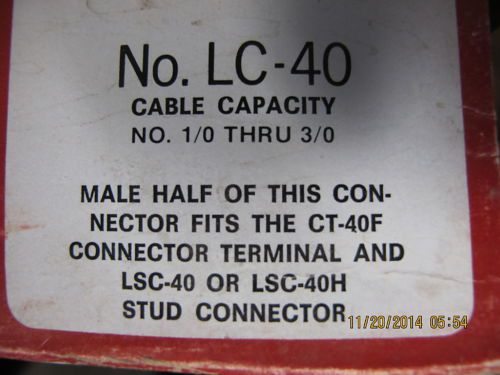 No. LC-40
CABLE CAPACITY
NO. 1/0 THRU 3/0
MALE HALF OF THIS CON-
NECTOR FITS THE CT-40F
CONNECTOR TERMINAL AND
LSC-40 OR LSC-40H
STUD CONNECTOR
11/20/2014 05:54